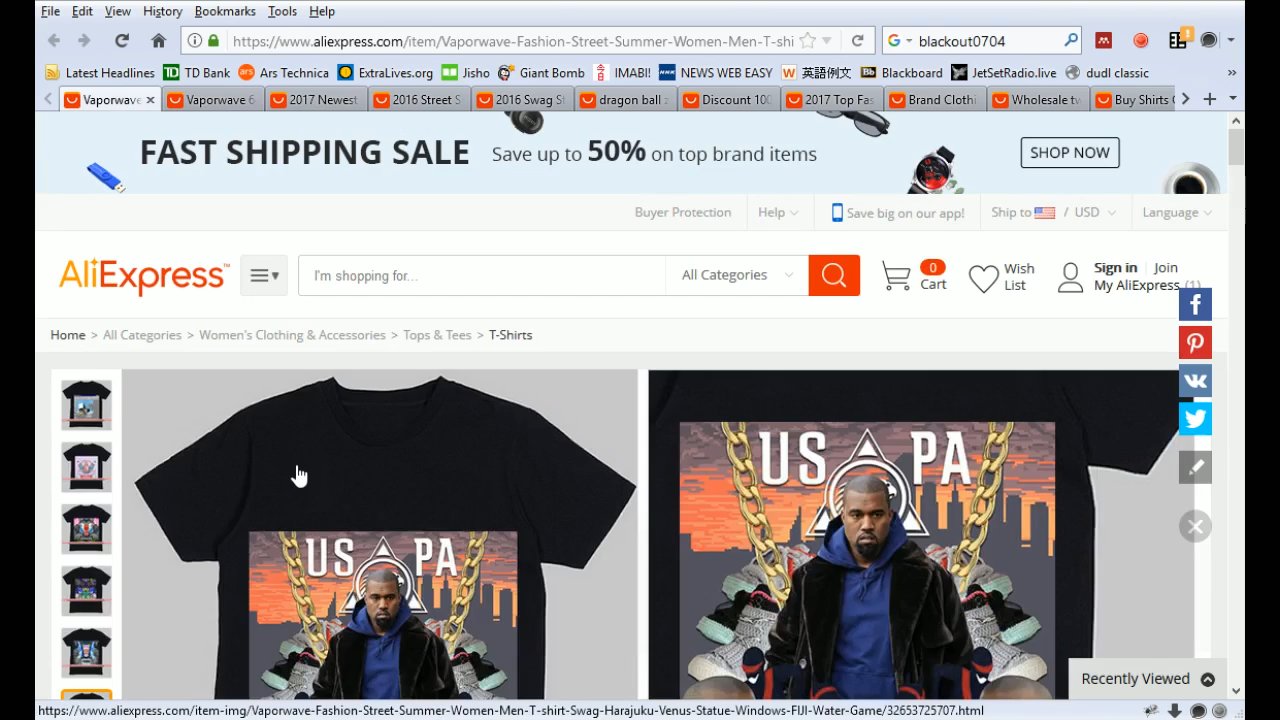 File Edit View History Bookmarks Tools Help
https://www.aliexpress.com/item/Vaporwave-Fashion-Street-Summer-Women-Men-T-shi
blackout0704
Latest Headlines TD Bank Ars Technica ExtraLives.org Jisho Giant Bomb IMABI! NEWS WEB EASY 英語例文 Blackboard JetSetRadio.live dudl classic
Vaporwave Vaporwave 6 2017 Newest 2016 Street S 2016 Swag St dragon ball z Discount 100 2017 Top Fas Brand Clothi Wholesale tw Buy Shirts
FAST SHIPPING SALE Save up to 50% on top brand items SHOP NOW
Buyer Protection Help Save big on our app! Ship to / USD Language
AliExpress™ I'm shopping for... All Categories 0 Cart Wish List Sign in Join My AliExpress (1)
Home > All Categories > Women's Clothing & Accessories > Tops & Tees > T-Shirts
US PA
US PA
Recently Viewed
https://www.aliexpress.com/item-img/Vaporwave-Fashion-Street-Summer-Women-Men-T-shirt-Swag-Harajuku-Venus-Statue-Windows-FIJI-Water-Game/32653725707.html